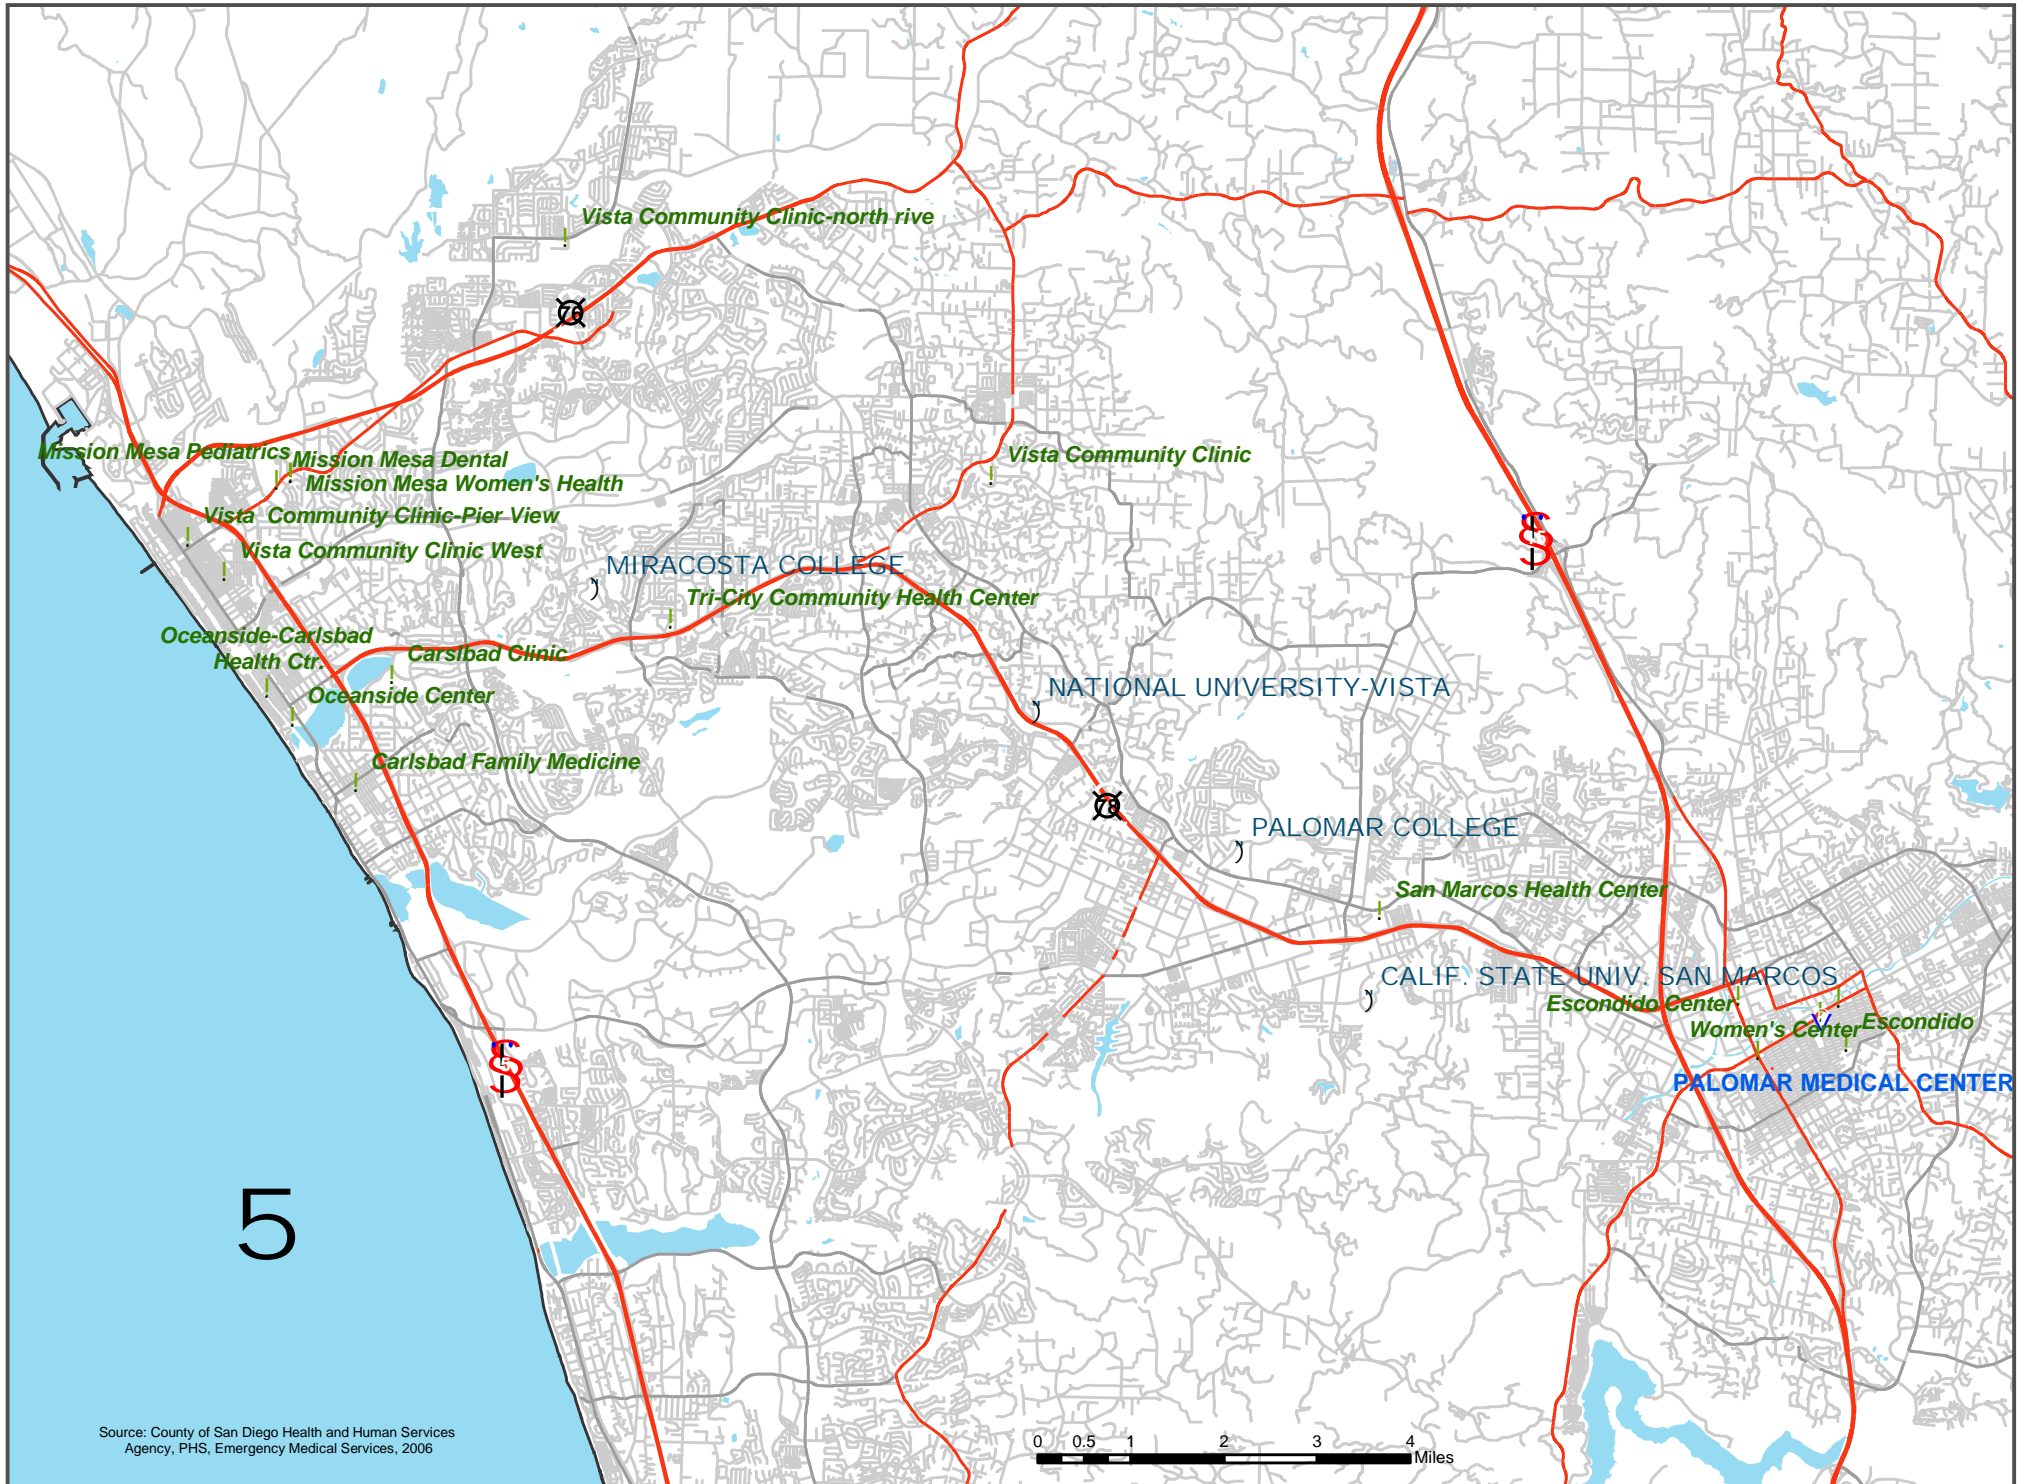 Vista Community Clinic-north rive
76
Mission Mesa Pediatrics
Mission Mesa Dental
Mission Mesa Women's Health
Vista Community Clinic
Vista Community Clinic-Pier View
Vista Community Clinic West
MIRACOSTA COLLEGE
Tri-City Community Health Center
Oceanside-Carlsbad
Health Ctr.
Carslbad Clinic
Oceanside Center
NATIONAL UNIVERSITY-VISTA
Carlsbad Family Medicine
78
PALOMAR COLLEGE
San Marcos Health Center
CALIF. STATE UNIV. SAN MARCOS
Escondido Center
Women's Center
Escondido
PALOMAR MEDICAL CENTER
5
Source: County of San Diego Health and Human Services
Agency, PHS, Emergency Medical Services, 2006
0 0.5 1 2 3 4
Miles